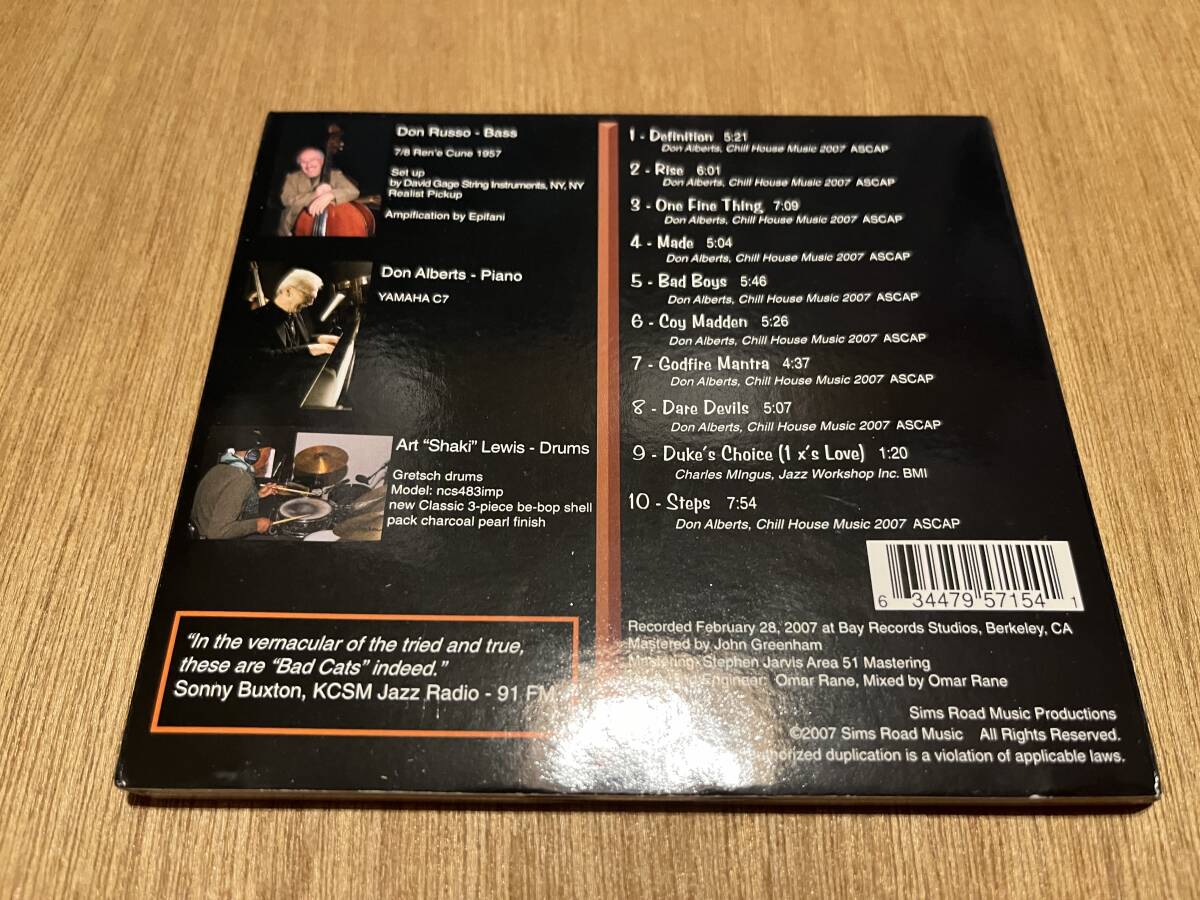 Don Russo - Bass
7/8 Ren'e Cune 1957
Set up
by David Gage String Instruments, NY, NY
Realist Pickup
Ampification by Epifani
Don Alberts - Piano
YAMAHA C7
Art “Shaki” Lewis - Drums
Gretsch drums
Model: ncs483imp
new Classic 3-piece be-bop shell
pack charcoal pearl finish
“In the vernacular of the tried and true,
these are “Bad Cats” indeed.”
Sonny Buxton, KCSM Jazz Radio - 91 FM
1 - Definition 5:21
Don Alberts, Chill House Music 2007 ASCAP
2 - Rise 6:01
Don Alberts, Chill House Music 2007 ASCAP
3 - One Fine Thing 7:09
Don Alberts, Chill House Music 2007 ASCAP
4 - Made 5:04
Don Alberts, Chill House Music 2007 ASCAP
5 - Bad Boys 5:46
Don Alberts, Chill House Music 2007 ASCAP
6 - Coy Madden 5:26
Don Alberts, Chill House Music 2007 ASCAP
7 - Godfire Mantra 4:37
Don Alberts, Chill House Music 2007 ASCAP
8 - Dare Devils 5:07
Don Alberts, Chill House Music 2007 ASCAP
9 - Duke's Choice (1 x's Love) 1:20
Charles MIngus, Jazz Workshop Inc. BMI
10 - Steps 7:54
Don Alberts, Chill House Music 2007 ASCAP
6 34479 57154 1
Recorded February 28, 2007 at Bay Records Studios, Berkeley, CA
Mastered by John Greenham
Mastering: Stephen Jarvis Area 51 Mastering
Engineer: Omar Rane, Mixed by Omar Rane
Sims Road Music Productions
©2007 Sims Road Music All Rights Reserved.
duplication is a violation of applicable laws.